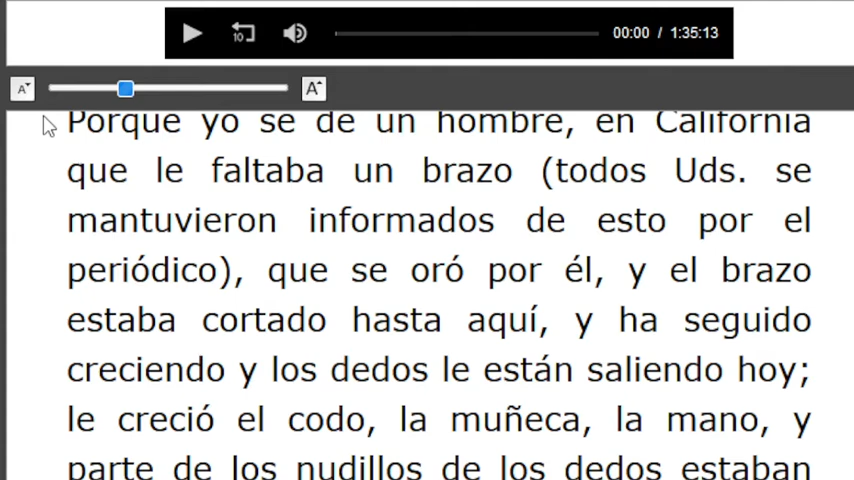 10
00:00 / 1:35:13
A
A
Porque yo sé de un hombre, en California
que le faltaba un brazo (todos Uds. se
mantuvieron informados de esto por el
periódico), que se oró por él, y el brazo
estaba cortado hasta aquí, y ha seguido
creciendo y los dedos le están saliendo hoy;
le creció el codo, la muñeca, la mano, y
parte de los nudillos de los dedos estaban